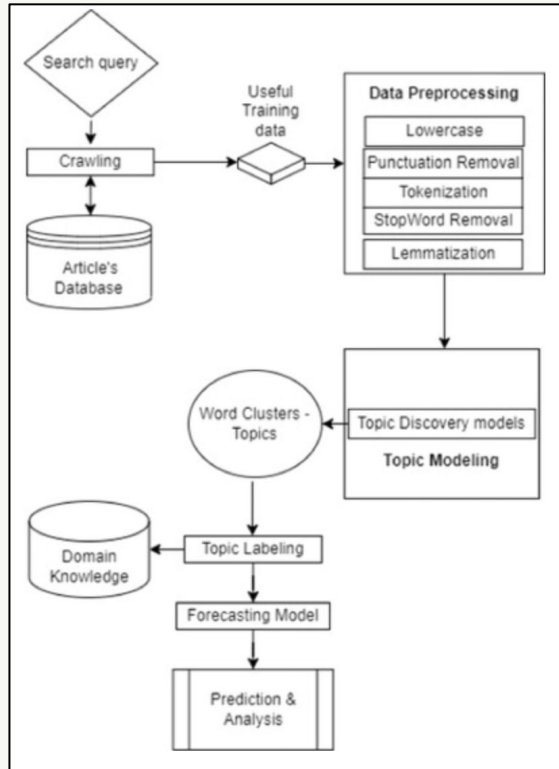 Search query
Crawling
Article's
Database
Useful
Training
data
Data Preprocessing
Lowercase
Punctuation Removal
Tokenization
StopWord Removal
Lemmatization
Topic Discovery models
Topic Modeling
Word Clusters -
Topics
Topic Labeling
Domain
Knowledge
Forecasting Model
Prediction &
Analysis